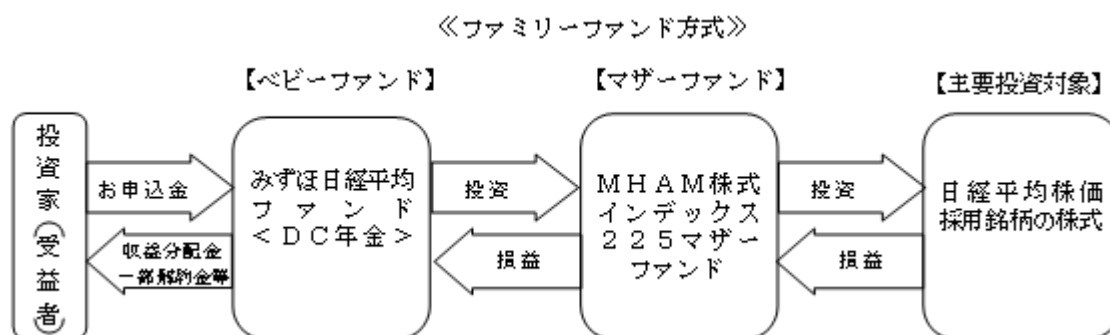 ≪ファミリーファンド方式≫
【ベビーファンド】
【マザーファンド】
【主要投資対象】
投資家(受益者)
お申込金
収益分配金
一部解約金等
みずほ日経平均
ファンド
<DC年金>
投資
損益
MHAM株式
インデックス
225マザー
ファンド
投資
損益
日経平均株価
採用銘柄の株式